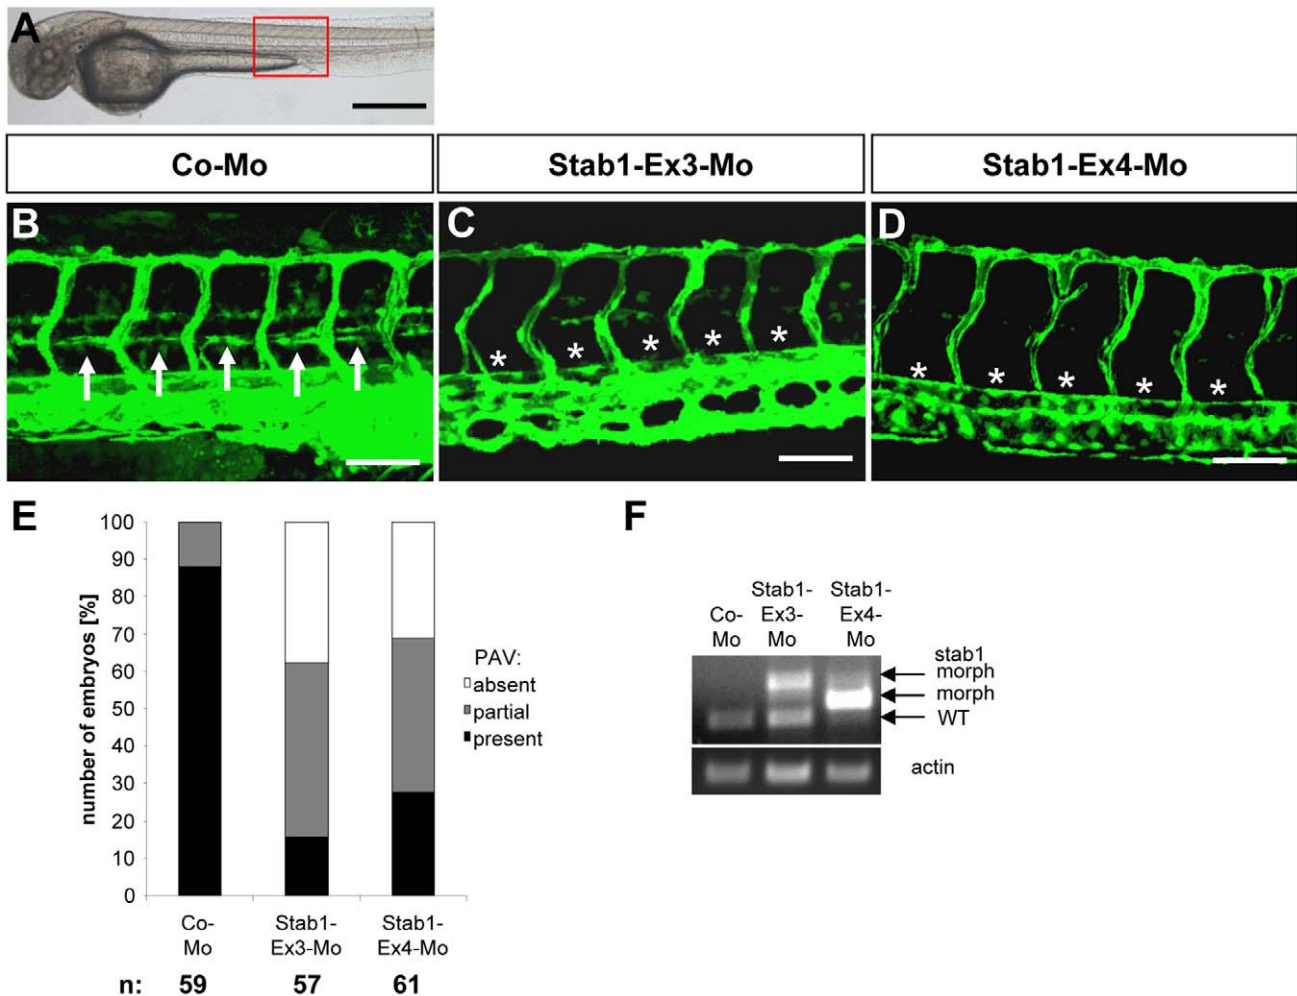 A
Co-Mo
Stab1-Ex3-Mo
Stab1-Ex4-Mo
B
C
D
* * * * *
* * * * *
E
100
90
80
70
60
50
40
30
20
10
0
number of embryos [%]
PAV:
absent
partial
present
Co-
Mo
Stab1-
Ex3-Mo
Stab1-
Ex4-Mo
n: 59 57 61
F
Co-
Mo
Stab1-
Ex3-
Mo
Stab1-
Ex4-
Mo
stab1
morph
morph
WT
actin